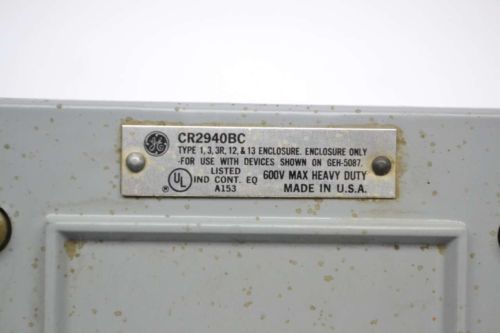 GE
CR2940BC
TYPE 1, 3, 3R, 12, & 13 ENCLOSURE. ENCLOSURE ONLY
-FOR USE WITH DEVICES SHOWN ON GEH-5087.
UL ® LISTED
IND CONT. EQ
A153
600V MAX HEAVY DUTY
MADE IN U.S.A.